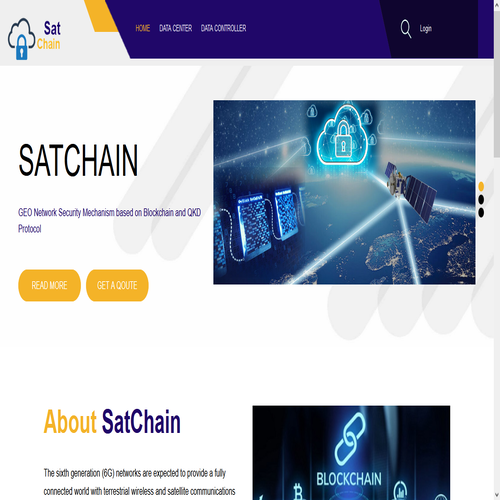 Sat
Chain
HOME DATA CENTER DATA CONTROLLER
Login
SATCHAIN
GEO Network Security Mechanism based on Blockchain and QKD
Protocol
READ MORE GET A QOUTE
About SatChain
The sixth generation (6G) networks are expected to provide a fully
connected world with terrestrial wireless and satellite communications
BLOCKCHAIN